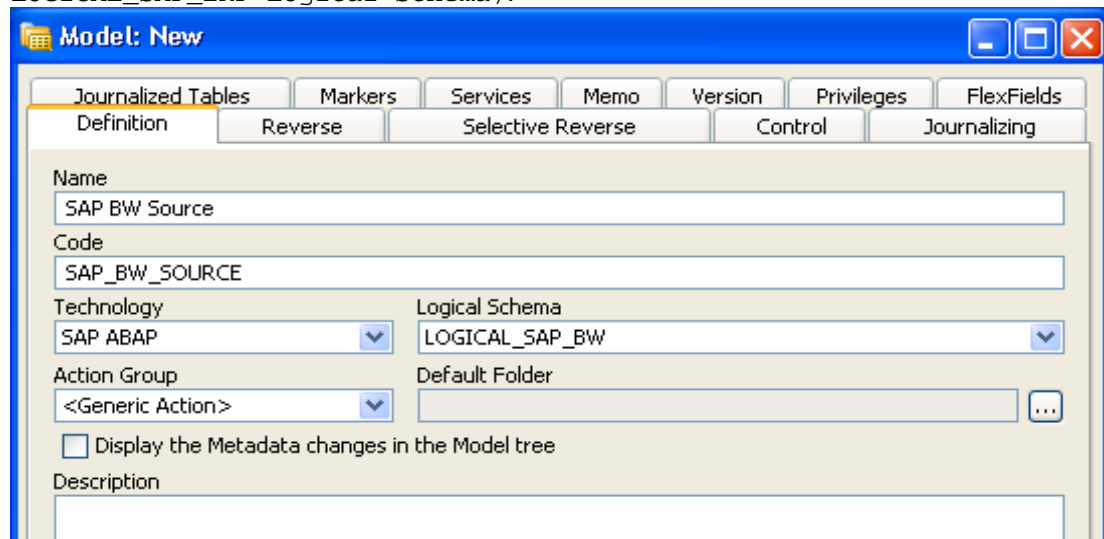 Model: New
Journalized Tables Markers Services Memo Version Privileges FlexFields
Definition Reverse Selective Reverse Control Journalizing
Name
SAP BW Source
Code
SAP_BW_SOURCE
Technology Logical Schema
SAP ABAP LOGICAL_SAP_BW
Action Group Default Folder
<Generic Action> ...
Display the Metadata changes in the Model tree
Description